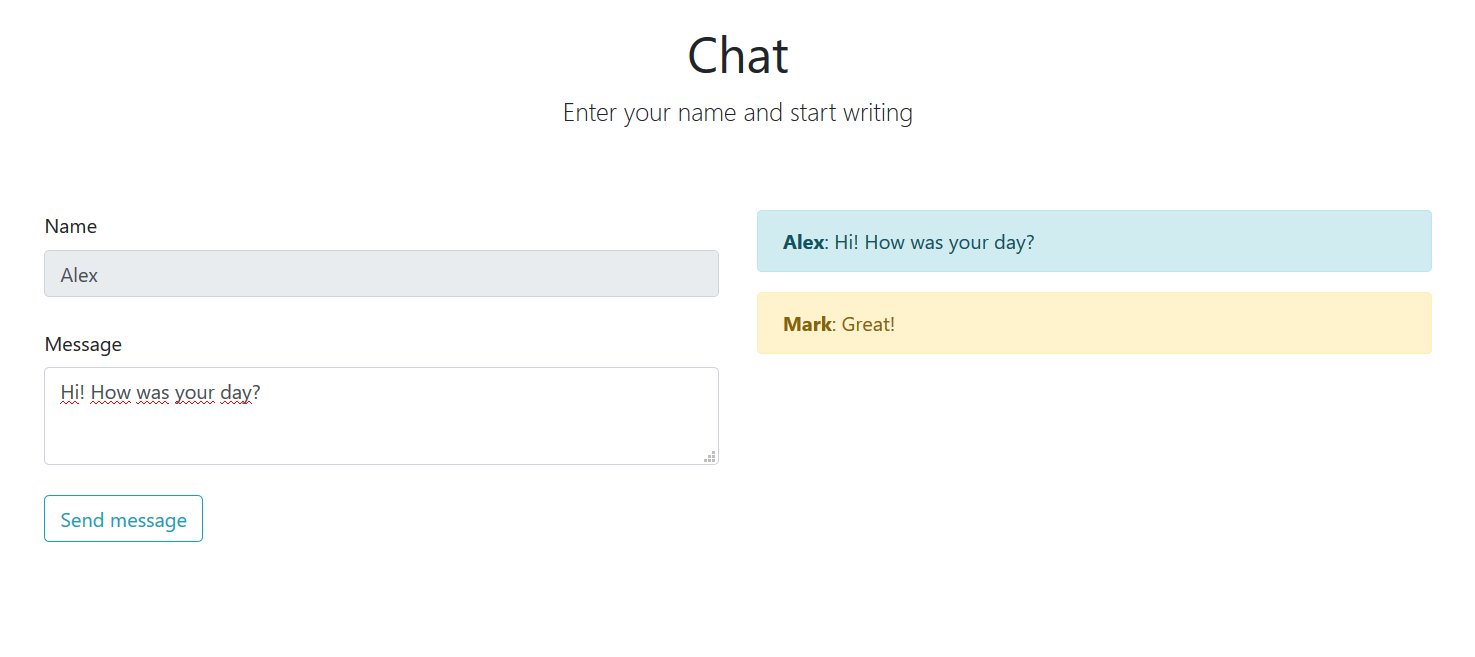 Chat
Enter your name and start writing
Name
Alex
Message
Hi! How was your day?
Send message
Alex: Hi! How was your day?
Mark: Great!